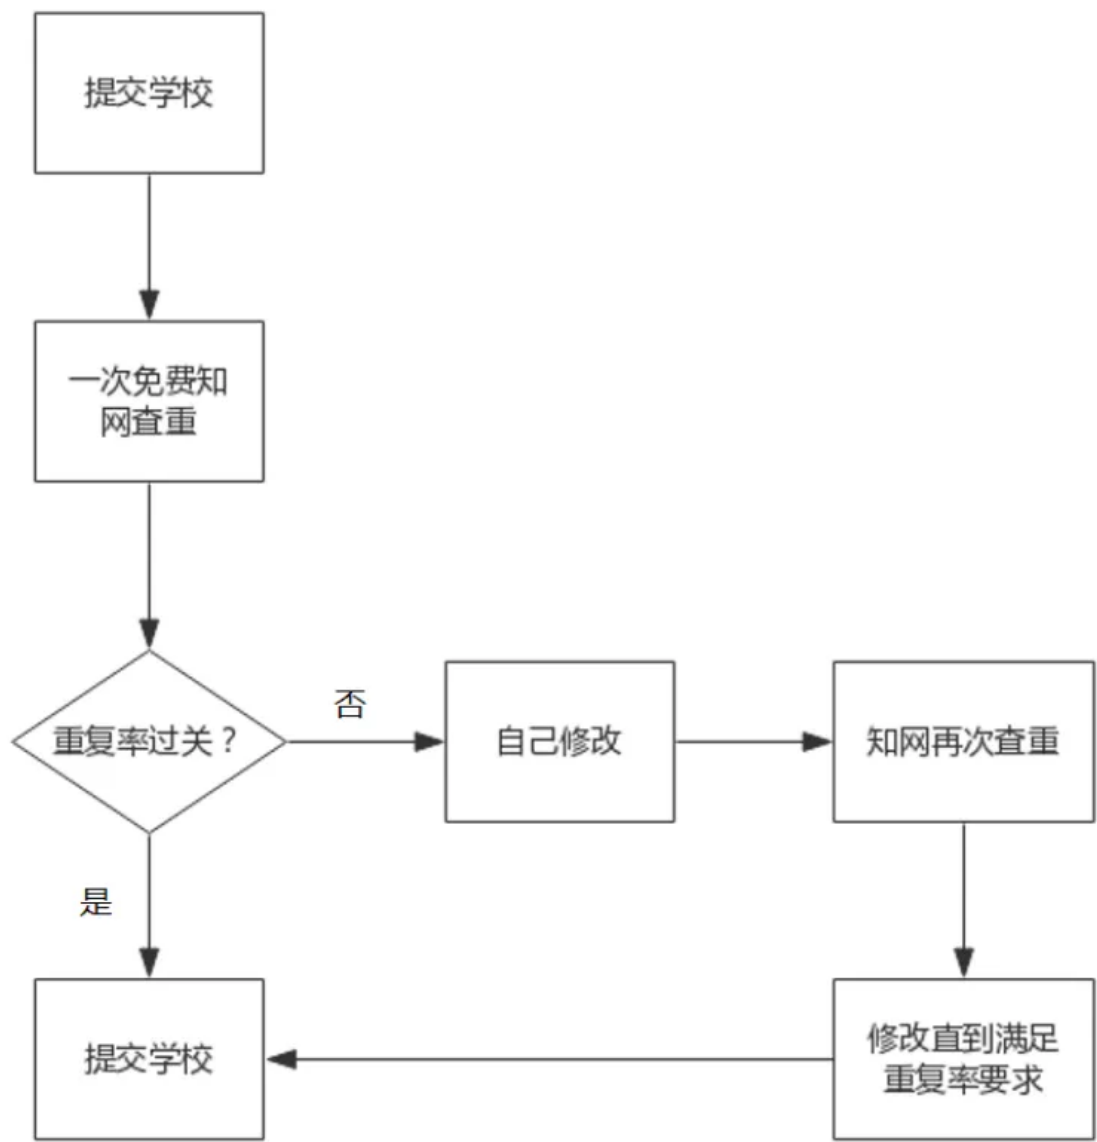 提交学校
一次免费知
网查重
重复率过关？
否
自己修改
知网再次查重
是
提交学校
修改直到满足
重复率要求